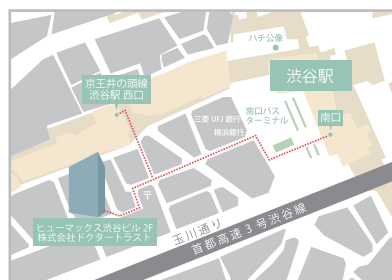 ハチ公像
渋谷駅
京王井の頭線
渋谷駅 西口
南口バス
ターミナル
南口
三菱 UFJ 銀行
横浜銀行
〒
玉川通り
首都高速3号渋谷線
ヒューマックス渋谷ビル 2F
株式会社ドクタートラスト